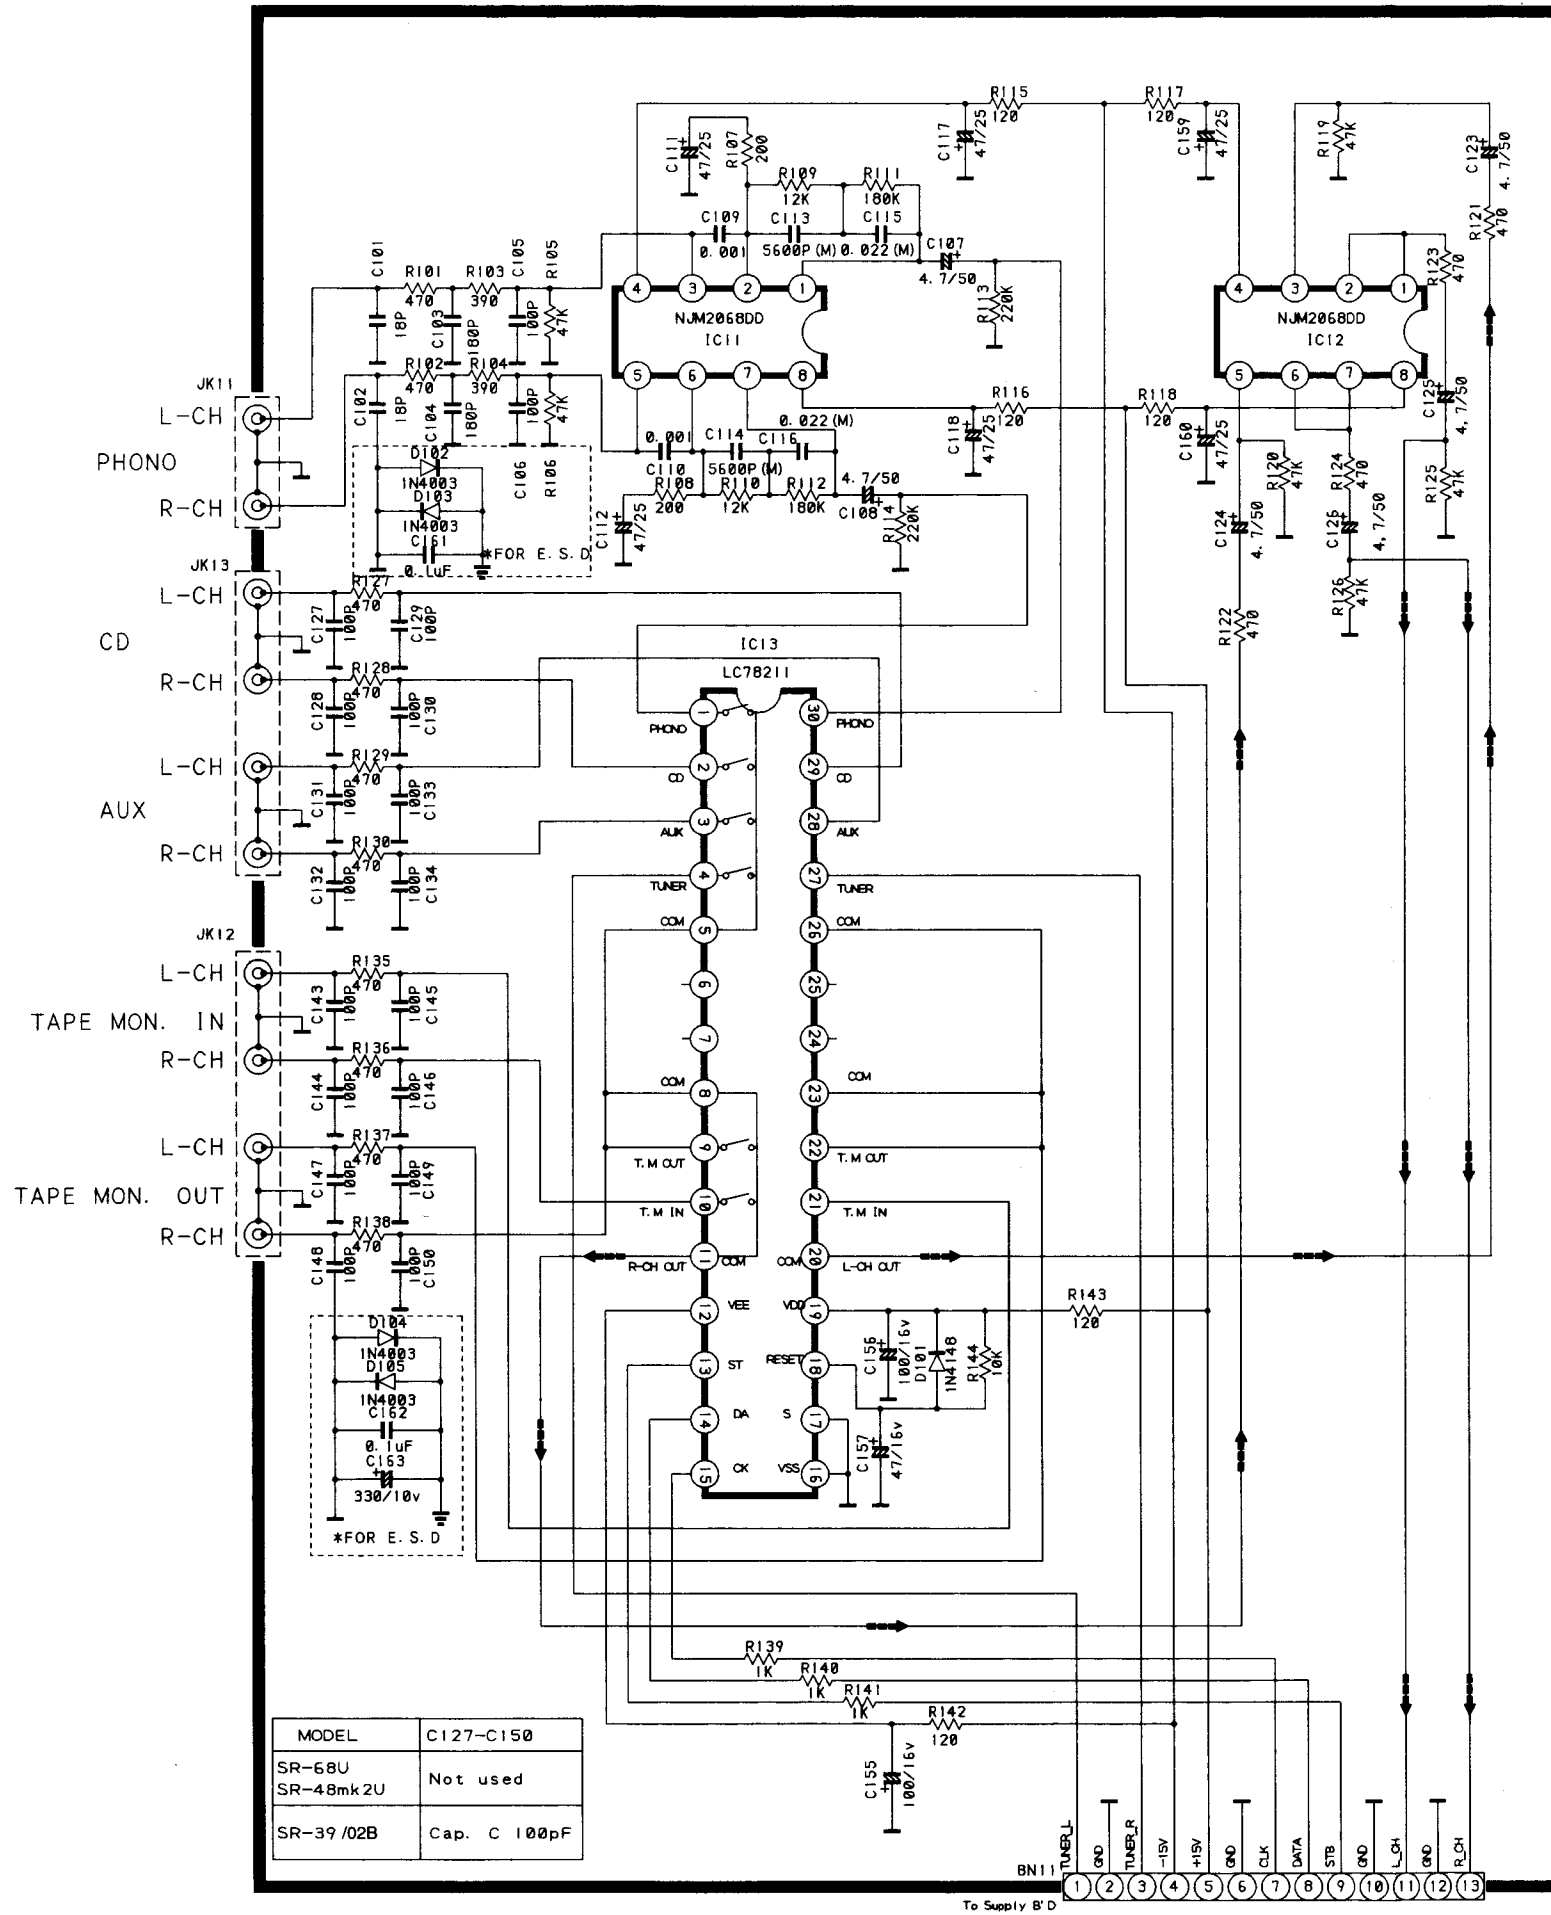 R115
120
R117
120
C111
47/25
R107
200
C117
47/25
C159
47/25
R119
47K
C123
4.7/50
R109
12K
R111
180K
C109
0.001
C113
5600P(M)
C115
0.022(M)
C107
4.7/50
R121
470
R123
470
C101
18P
R101
470
R103
390
C103
180P
C105
100P
R105
47K
R113
220K
4
3
2
1
NJM2068DD
IC11
5
6
7
8
4
3
2
1
NJM2068DD
IC12
5
6
7
8
JK11
L-CH
PHONO
R-CH
C102
18P
R102
470
R104
390
C104
180P
100P
C106
47K
R106
0.001
C110
C114
5600P(M)
C116
0.022(M)
R108
200
R110
12K
R112
180K
4.7/50
C108
R114
220K
C112
47/25
C118
47/25
R116
120
R118
120
C160
47/25
R120
47K
R124
470
C125
4,7/50
R125
47K
C124
4.7/50
C126
4,7/50
R126
47K
R122
470
D102
1N4003
D103
1N4003
C161
0.1uF
*FOR E.S.D
JK13
L-CH
CD
R-CH
L-CH
AUX
R-CH
R127
470
C127
100P
C129
100P
R128
470
C128
100P
100P
C130
R129
470
C131
100P
100P
C133
R130
470
C132
100P
100P
C134
IC13
LC78211
1
PHONO
30
PHONO
2
CD
29
CD
3
AUX
28
AUX
4
TUNER
27
TUNER
5
COM
26
COM
6
25
7
24
8
COM
23
COM
9
T.M OUT
22
T.M OUT
10
T.M IN
21
T.M IN
11
R-CH OUT
COM
20
COM
L-CH OUT
12
VEE
19
VDD
13
ST
18
RESET
14
DA
17
S
15
CK
16
VSS
JK12
L-CH
TAPE MON. IN
R-CH
L-CH
TAPE MON. OUT
R-CH
R135
470
C143
100P
100P
C145
R136
470
C144
100P
100P
C146
R137
470
C147
100P
100P
C149
R138
470
C148
100P
100P
C150
R143
120
C156
100/16v
D101
1N4148
R144
10K
C157
47/16v
D104
1N4003
D105
1N4003
C162
0.1uF
C163
330/10v
*FOR E.S.D
R139
1K
R140
1K
R141
1K
R142
120
C155
100/16v
MODEL C127-C150
SR-68U
SR-48mk2U
Not used
SR-39/02B Cap. C 100pF
TUNER_L
GND
TUNER_R
-15V
+15V
GND
CLK
DATA
STB
GND
L_CH
GND
R_CH
BN11
1 2 3 4 5 6 7 8 9 10 11 12 13
To Supply B'D